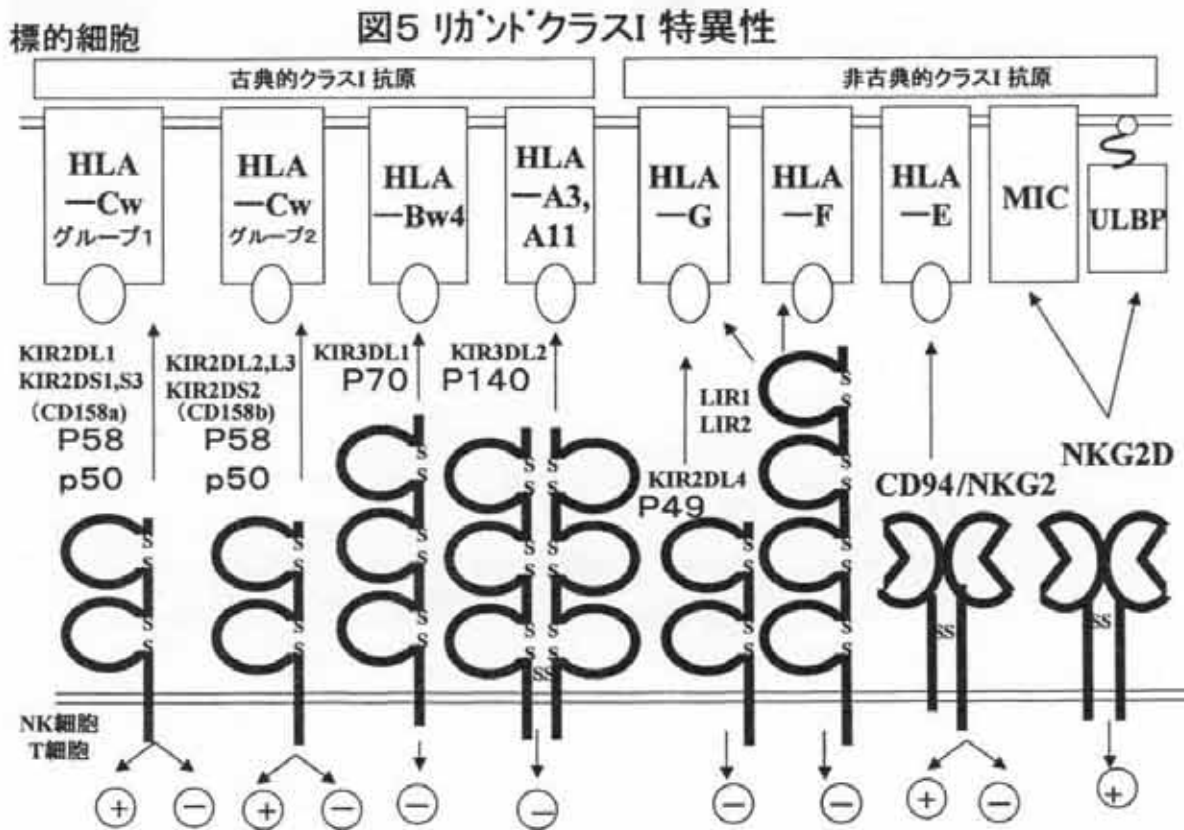 図5 リガンドクラスI 特異性
標的細胞
古典的クラスI 抗原
非古典的クラスI 抗原
HLA
ーCw
グループ1
HLA
ーCw
グループ2
HLA
ーBw4
HLA
ーA3,
A11
HLA
ーG
HLA
ーF
HLA
ーE
MIC
ULBP
KIR2DL1
KIR2DS1,S3
(CD158a)
P58
p50
KIR2DL2,L3
KIR2DS2
(CD158b)
P58
p50
KIR3DL1
P70
KIR3DL2
P140
LIR1
LIR2
KIR2DL4
P49
CD94/NKG2
NKG2D
S
S
S
S
S
S
S
S
S
S
S
S
S
S
S S
S S
S S
S S
S S
S S
SS
S
S
S
S
S
S
S
S
S
S
S
S
SS
SS
NK細胞
T細胞
+
−
+
−
−
−
−
−
+
−
+